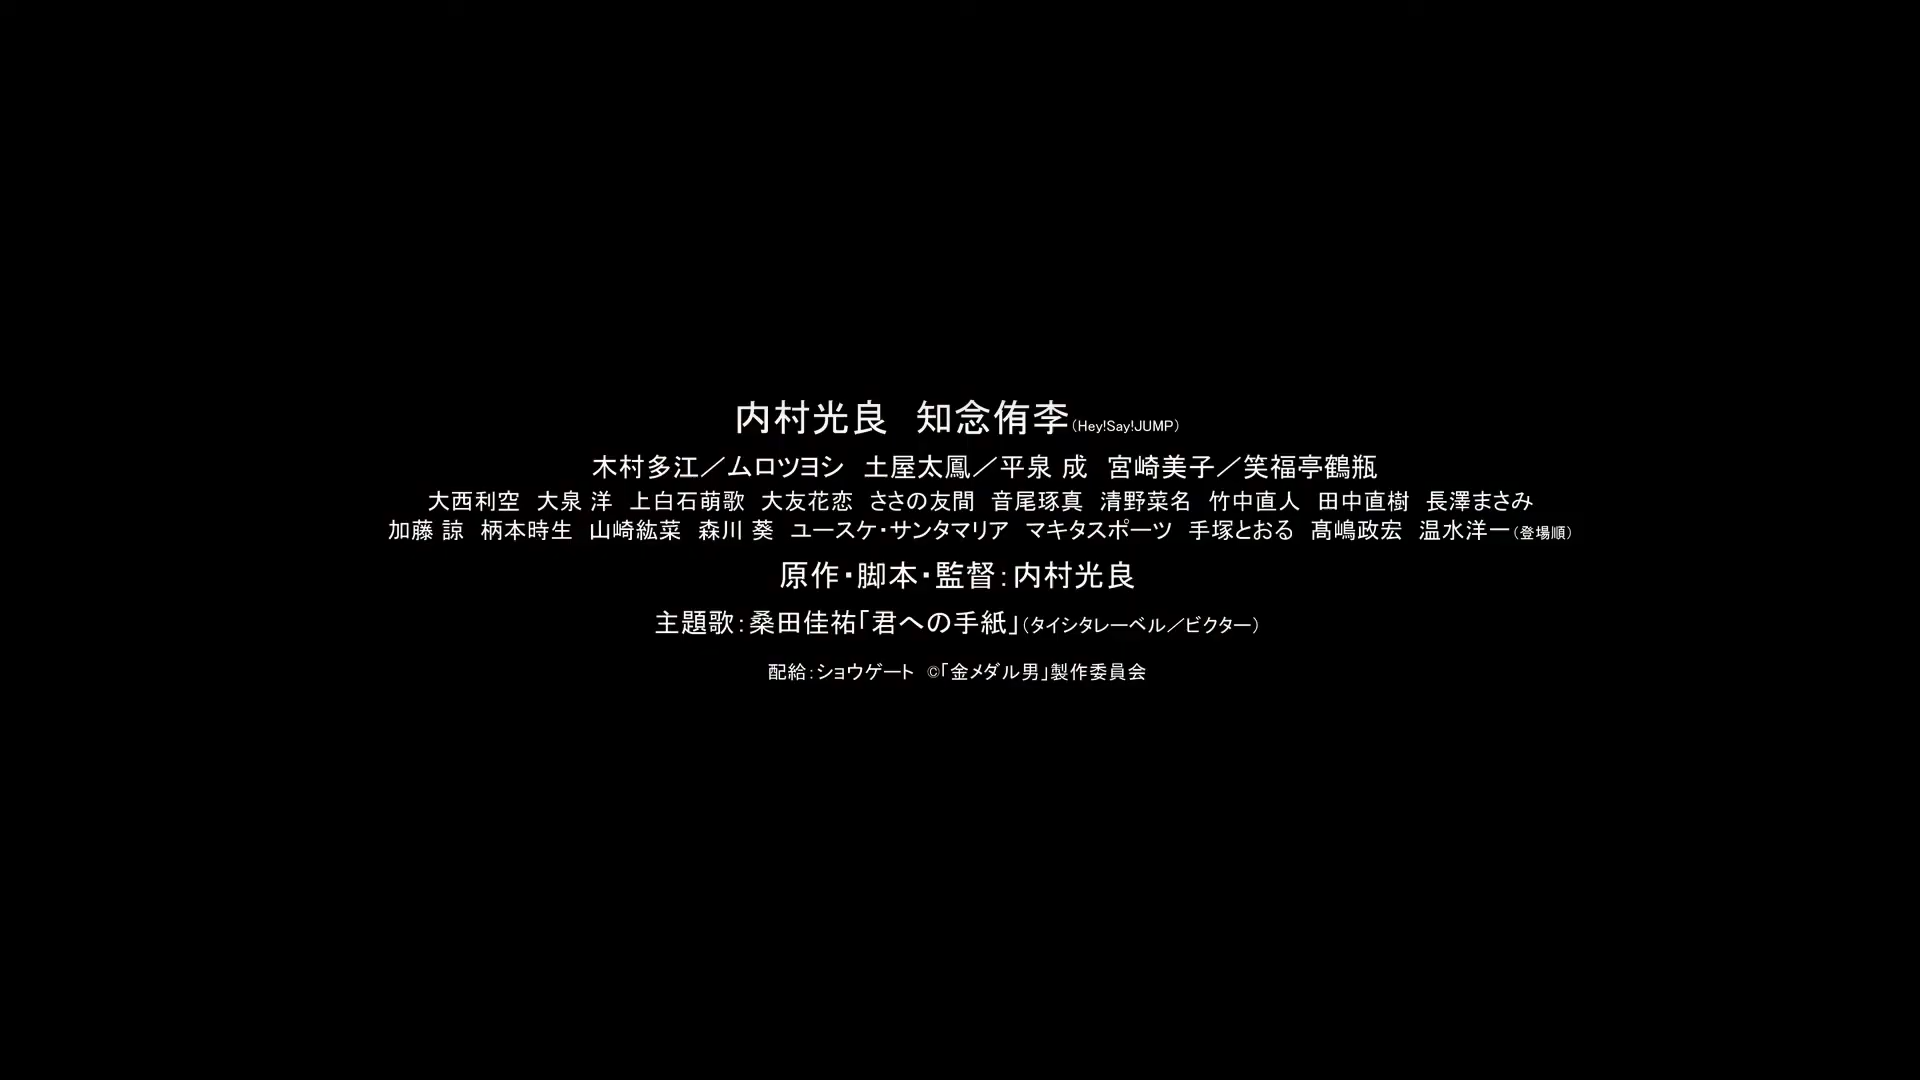 内村光良　知念侑李（Hey!Say!JUMP）
木村多江／ムロツヨシ　土屋太鳳／平泉 成　宮崎美子／笑福亭鶴瓶
大西利空　大泉 洋　上白石萌歌　大友花恋　ささの友間　音尾琢真　清野菜名　竹中直人　田中直樹　長澤まさみ
加藤 諒　柄本時生　山崎紘菜　森川 葵　ユースケ・サンタマリア　マキタスポーツ　手塚とおる　髙嶋政宏　温水洋一（登場順）
原作・脚本・監督：内村光良
主題歌：桑田佳祐「君への手紙」（タイシタレーベル／ビクター）
配給：ショウゲート　©「金メダル男」製作委員会